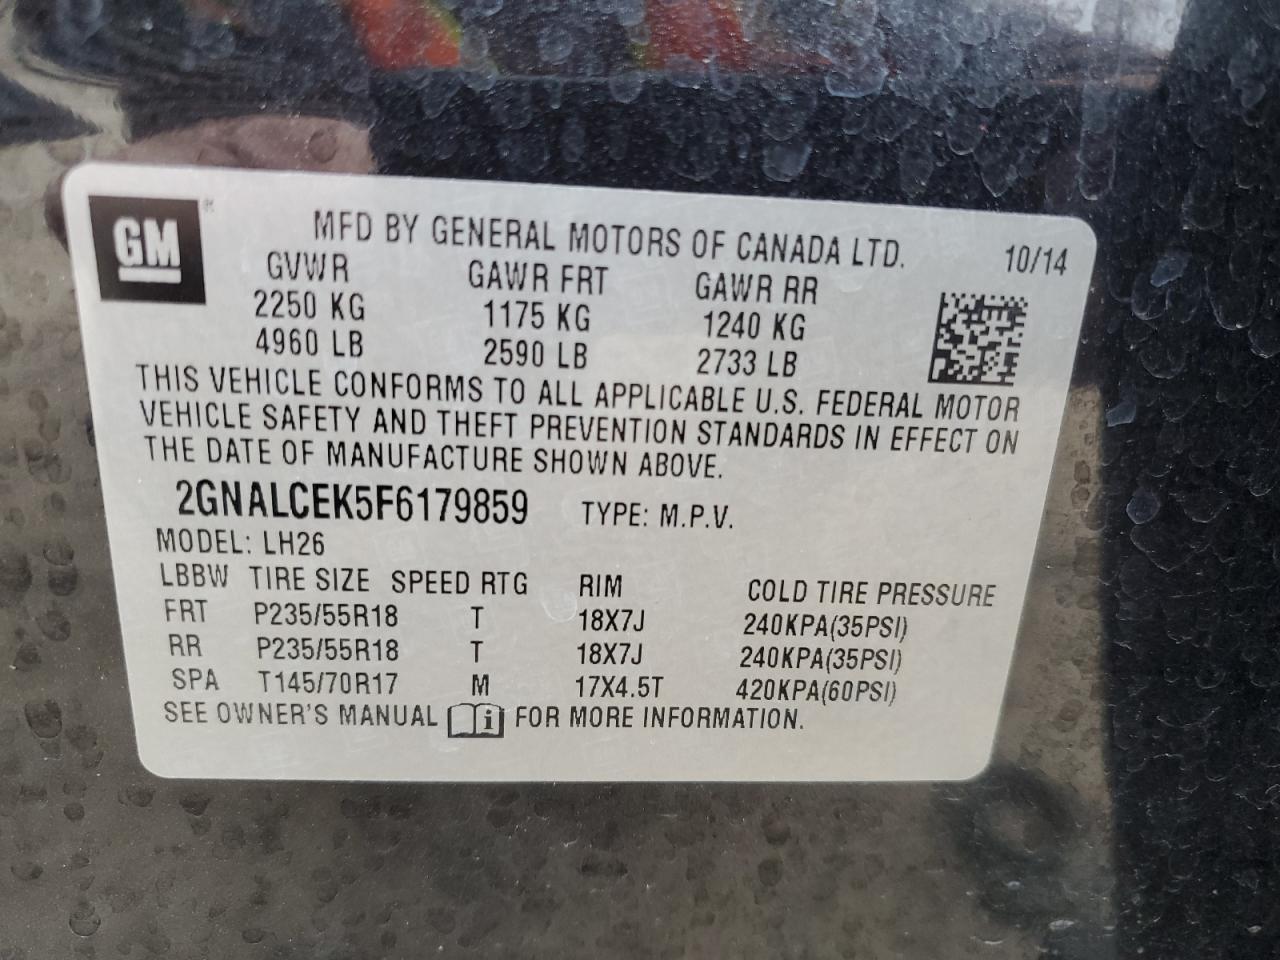 GM ®
MFD BY GENERAL MOTORS OF CANADA LTD. 10/14
GVWR GAWR FRT GAWR RR
2250 KG 1175 KG 1240 KG
4960 LB 2590 LB 2733 LB
THIS VEHICLE CONFORMS TO ALL APPLICABLE U.S. FEDERAL MOTOR
VEHICLE SAFETY AND THEFT PREVENTION STANDARDS IN EFFECT ON
THE DATE OF MANUFACTURE SHOWN ABOVE.
2GNALCEK5F6179859 TYPE: M.P.V.
MODEL: LH26
LBBW TIRE SIZE SPEED RTG RIM COLD TIRE PRESSURE
FRT P235/55R18 T 18X7J 240KPA(35PSI)
RR P235/55R18 T 18X7J 240KPA(35PSI)
SPA T145/70R17 M 17X4.5T 420KPA(60PSI)
SEE OWNER'S MANUAL i FOR MORE INFORMATION.